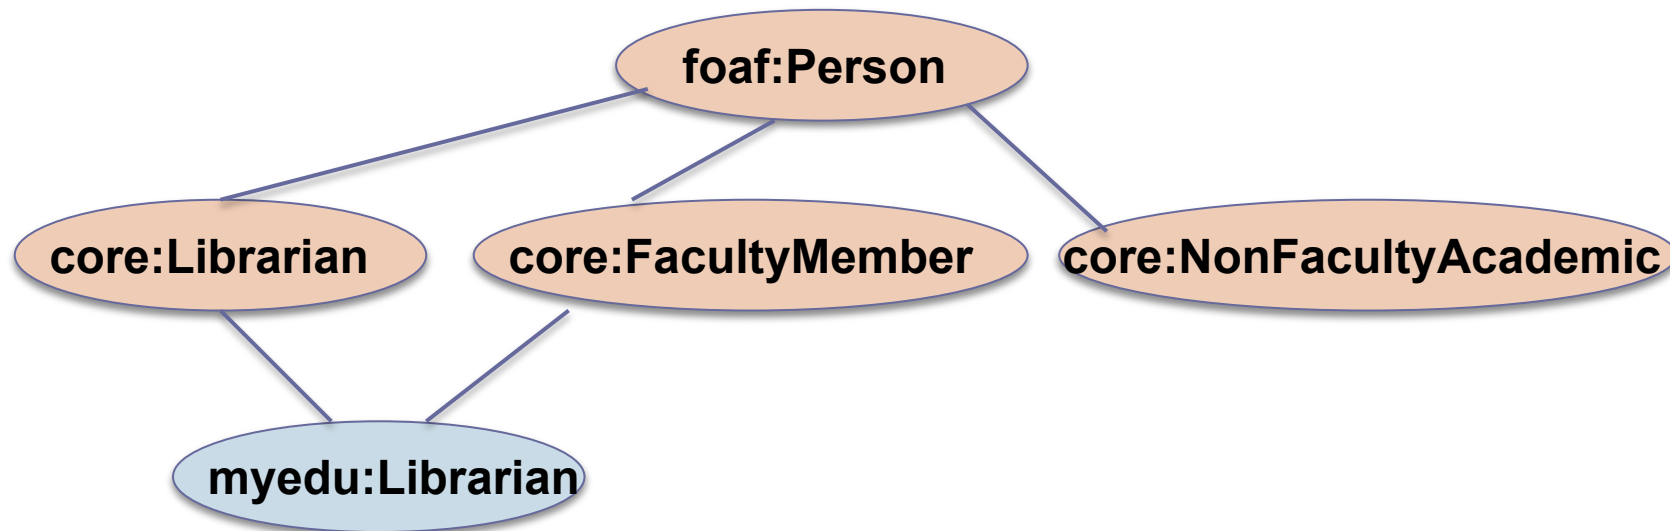 foaf:Person
core:Librarian
core:FacultyMember
core:NonFacultyAcademic
myedu:Librarian